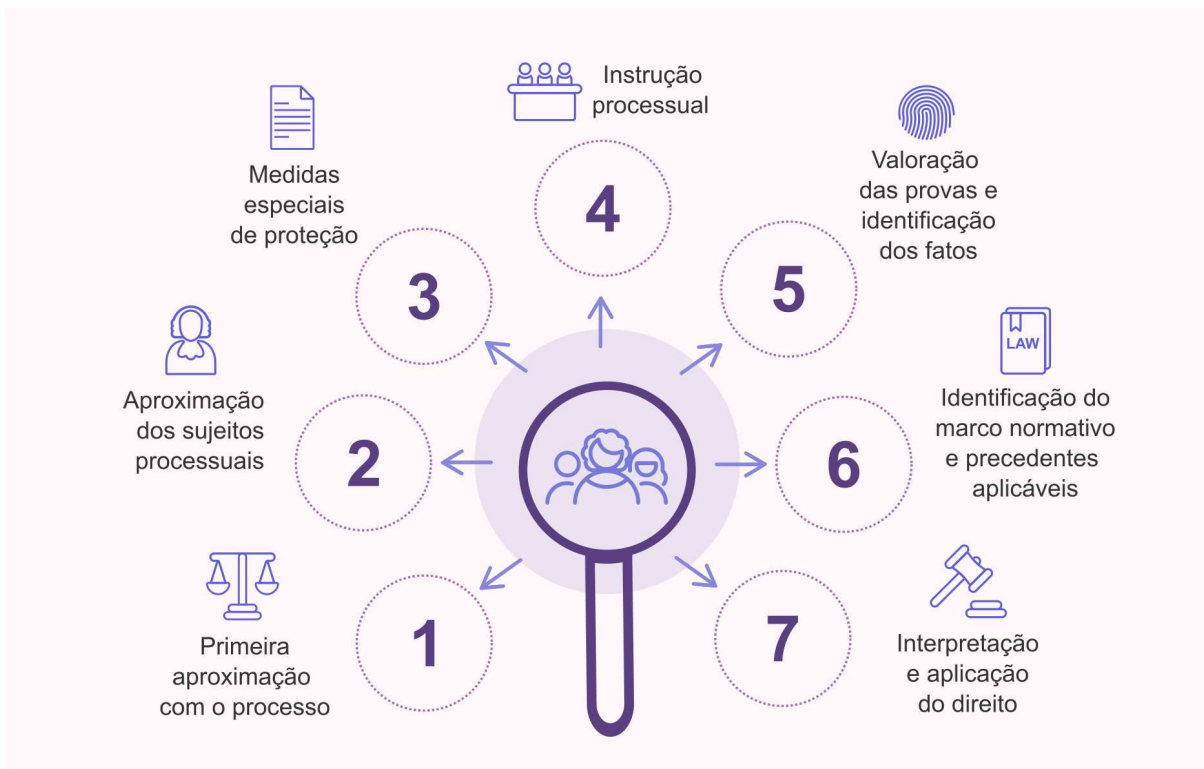 1
Primeira
aproximação
com o processo
2
Aproximação
dos sujeitos
processuais
3
Medidas
especiais
de proteção
4
Instrução
processual
5
Valoração
das provas e
identificação
dos fatos
6
LAW
Identificação do
marco normativo
e precedentes
aplicáveis
7
Interpretação
e aplicação
do direito